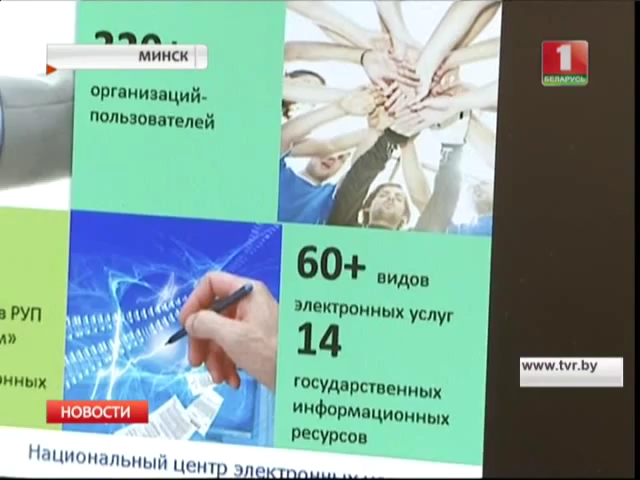 МИНСК
1
БЕЛАРУСЬ
организаций-
пользователей
60+ видов
электронных услуг
14
государственных
информационных
ресурсов
в РУП
www.tvr.by
НОВОСТИ
Национальный центр электронных